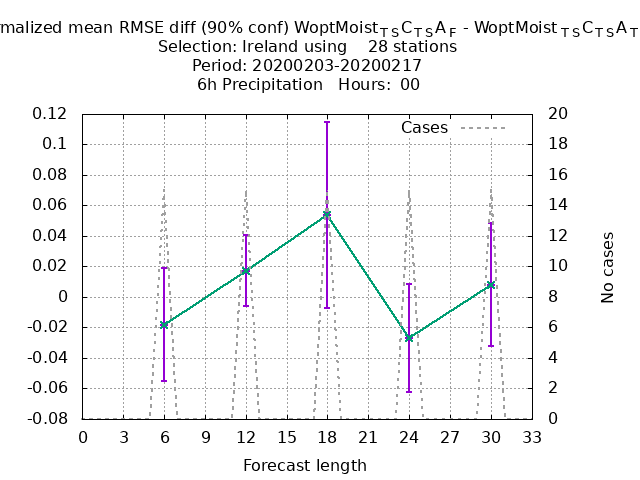 mean RMSE diff (90% conf) WoptMoist_TS C_TS A_F - WoptMoist_TS C_TS A_T
Selection: Ireland using 28 stations
Period: 20200203-20200217
6h Precipitation Hours: 00
Cases
0.12
0.1
0.08
0.06
0.04
0.02
0
-0.02
-0.04
-0.06
-0.08
20
18
16
14
12
10
8
6
4
2
0
No cases
0 3 6 9 12 15 18 21 24 27 30 33
Forecast length